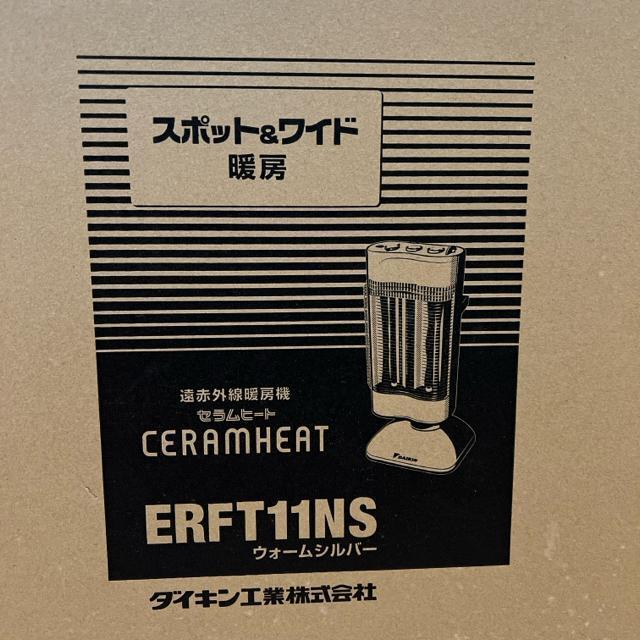 スポット&ワイド
暖房
遠赤外線暖房機
セラムヒート
CERAMHEAT
DAIKIN
ERFT11NS
ウォームシルバー
ダイキン工業株式会社